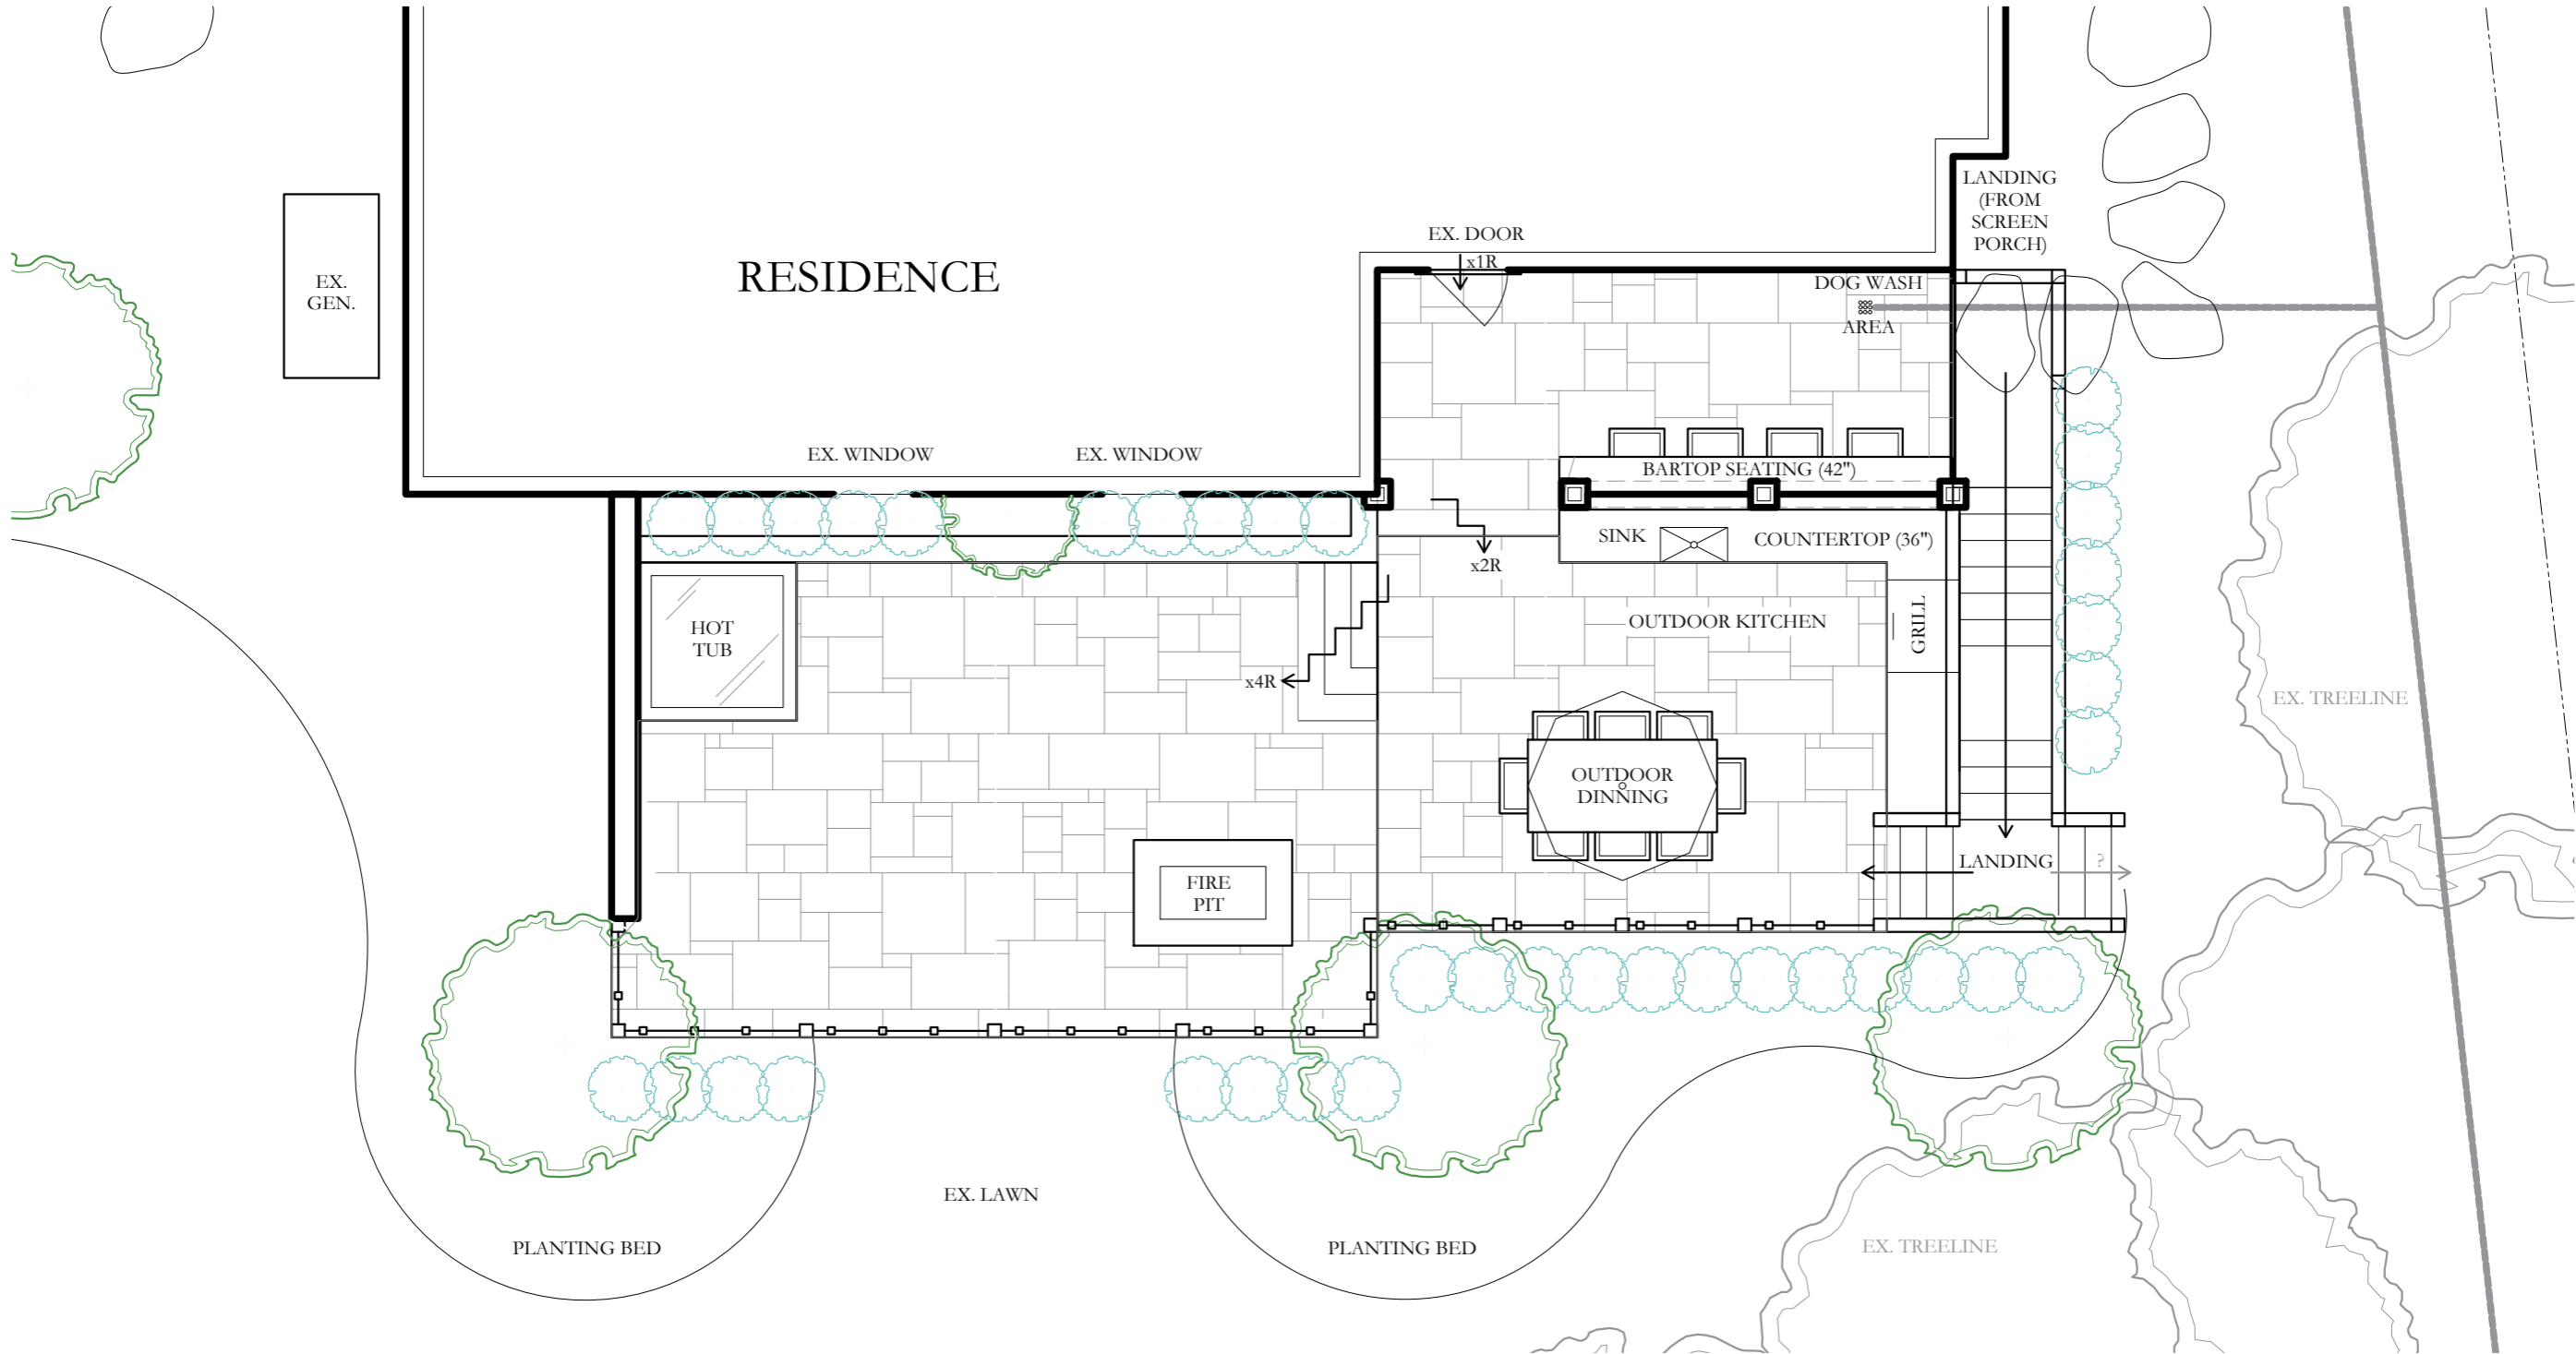 LANDING
(FROM
SCREEN
PORCH)
EX. DOOR
x1R
RESIDENCE
EX.
GEN.
DOG WASH
AREA
EX. WINDOW
EX. WINDOW
BARTOP SEATING (42")
SINK
COUNTERTOP (36")
x2R
HOT
TUB
OUTDOOR KITCHEN
GRILL
x4R
EX. TREELINE
OUTDOOR
DINNING
FIRE
PIT
LANDING
?
EX. LAWN
PLANTING BED
PLANTING BED
EX. TREELINE